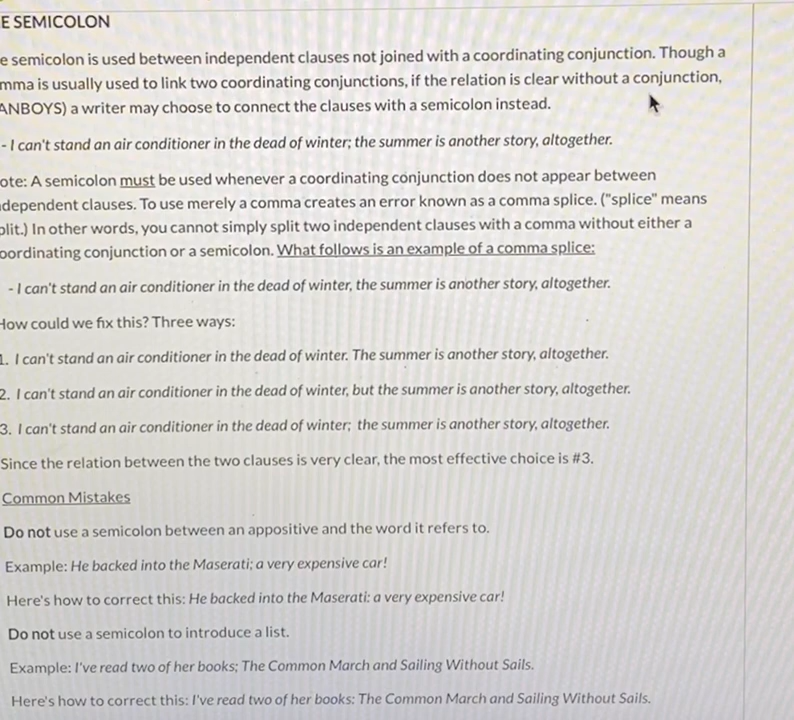 E SEMICOLON
e semicolon is used between independent clauses not joined with a coordinating conjunction. Though a
mma is usually used to link two coordinating conjunctions, if the relation is clear without a conjunction,
ANBOYS) a writer may choose to connect the clauses with a semicolon instead.
- I can't stand an air conditioner in the dead of winter; the summer is another story, altogether.
ote: A semicolon must be used whenever a coordinating conjunction does not appear between
dependent clauses. To use merely a comma creates an error known as a comma splice. ("splice" means
plit.) In other words, you cannot simply split two independent clauses with a comma without either a
oordinating conjunction or a semicolon. What follows is an example of a comma splice:
- I can't stand an air conditioner in the dead of winter, the summer is another story, altogether.
How could we fix this? Three ways:
1. I can't stand an air conditioner in the dead of winter. The summer is another story, altogether.
2. I can't stand an air conditioner in the dead of winter, but the summer is another story, altogether.
3. I can't stand an air conditioner in the dead of winter; the summer is another story, altogether.
Since the relation between the two clauses is very clear, the most effective choice is #3.
Common Mistakes
Do not use a semicolon between an appositive and the word it refers to.
Example: He backed into the Maserati; a very expensive car!
Here's how to correct this: He backed into the Maserati: a very expensive car!
Do not use a semicolon to introduce a list.
Example: I've read two of her books; The Common March and Sailing Without Sails.
Here's how to correct this: I've read two of her books: The Common March and Sailing Without Sails.